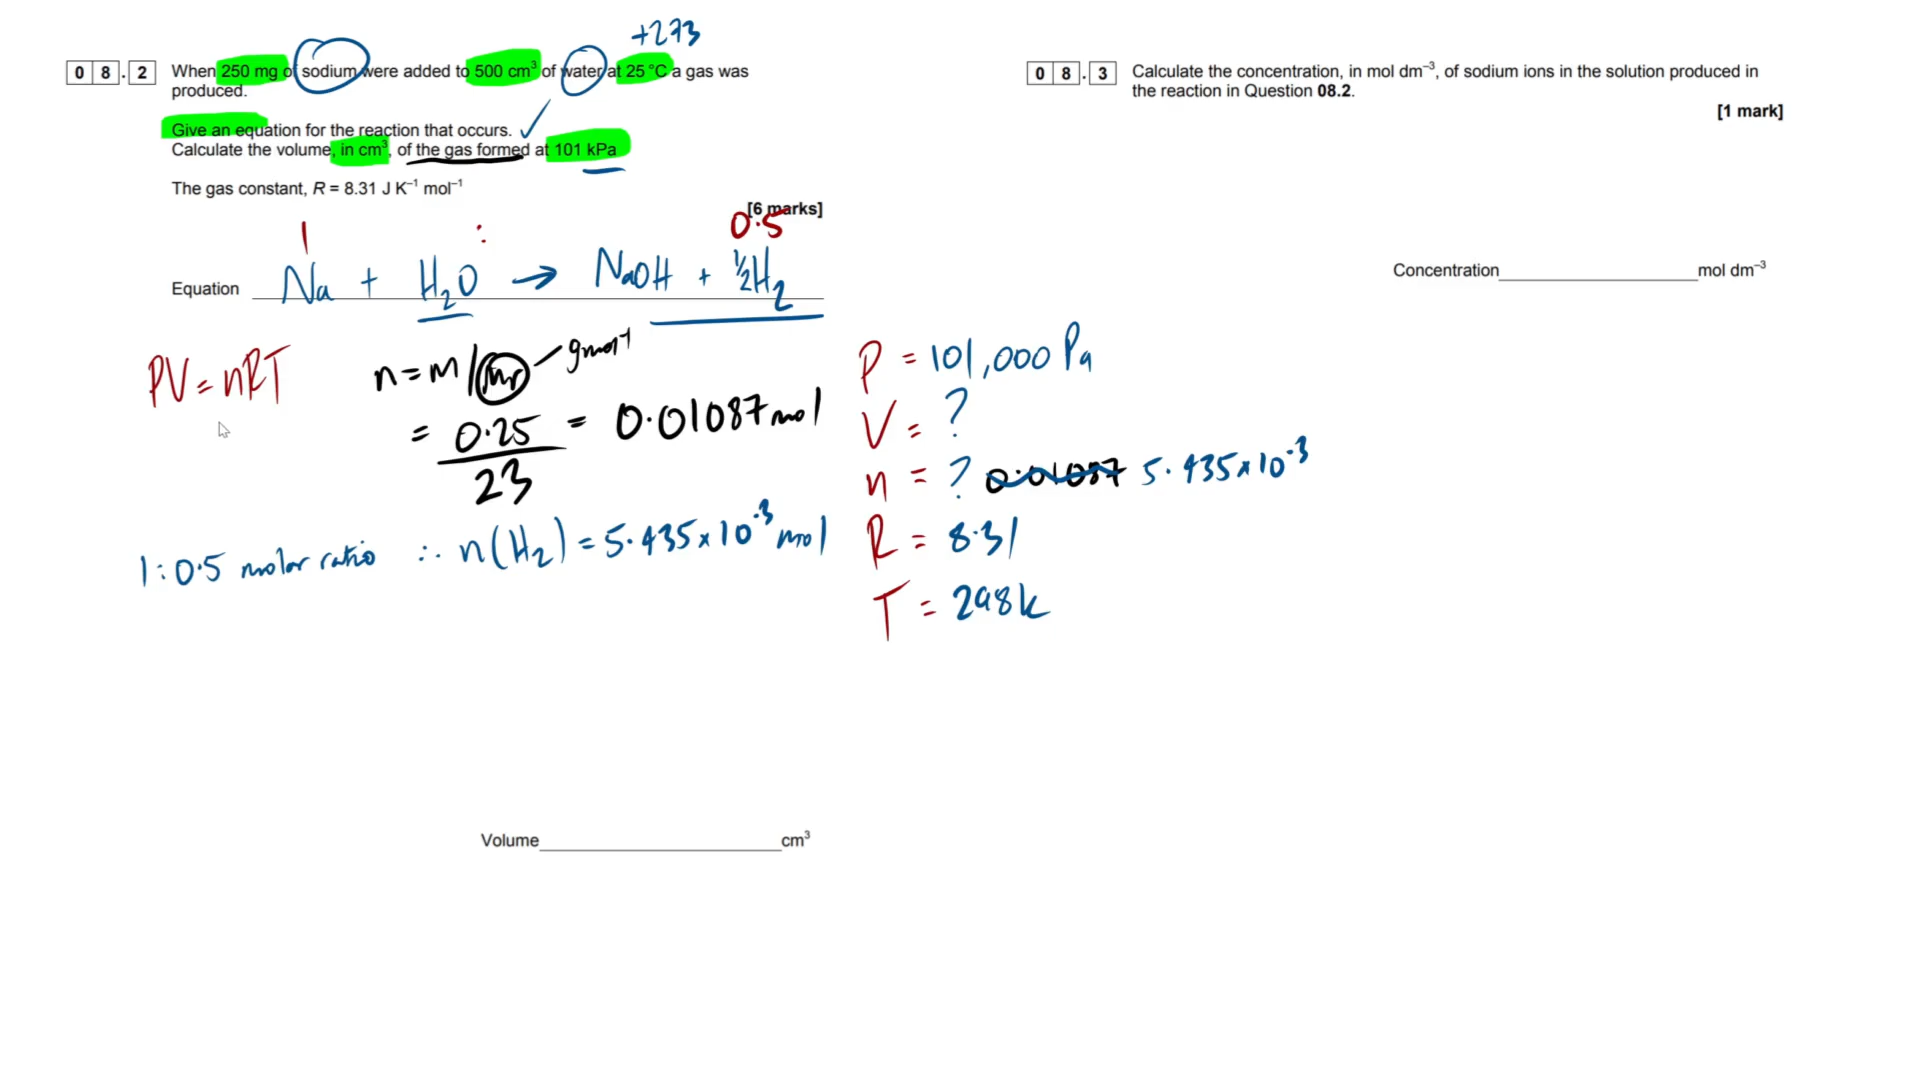 +273
0 8 . 2 When 250 mg of sodium were added to 500 cm³ of water at 25 °C a gas was
produced.
Give an equation for the reaction that occurs. ✓
Calculate the volume, in cm³, of the gas formed at 101 kPa
The gas constant, R = 8.31 J K⁻¹ mol⁻¹
[6 marks]
1 : 0.5
Equation Na + H₂O → NaOH + ½H₂
PV = nRT
n = m/Mr gmol⁻¹
= 0.25/23 = 0.01087 mol
1:0.5 molar ratio ∴ n(H₂) = 5.435 x 10⁻³ mol
P = 101,000 Pa
V = ?
n = ? 0.01087 5.435 x 10⁻³
R = 8.31
T = 298k
Volume cm³
0 8 . 3 Calculate the concentration, in mol dm⁻³, of sodium ions in the solution produced in
the reaction in Question 08.2.
[1 mark]
Concentration mol dm⁻³